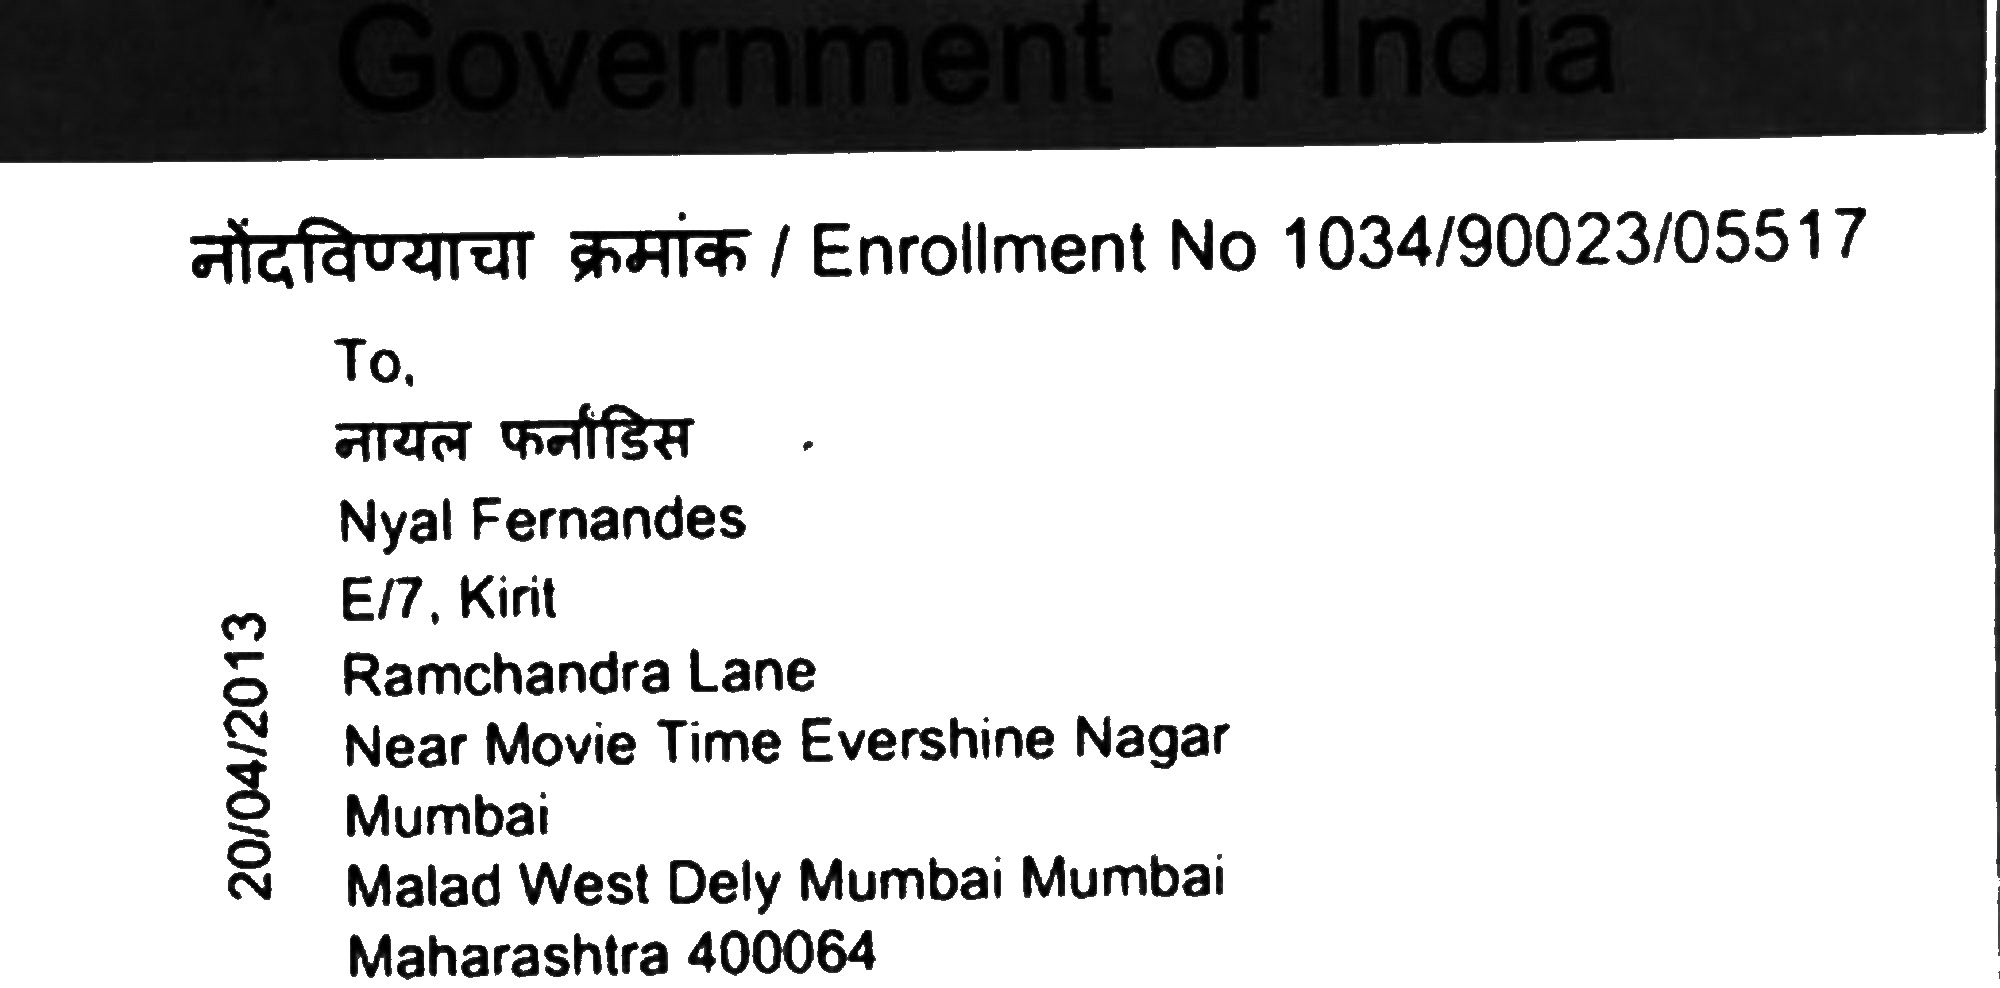 Government of India
नोंदविण्याचा क्रमांक / Enrollment No 1034/90023/05517
To,
नायल फर्नांडिस
Nyal Fernandes
E/7, Kirit
Ramchandra Lane
Near Movie Time Evershine Nagar
Mumbai
Malad West Dely Mumbai Mumbai
Maharashtra 400064
20/04/2013